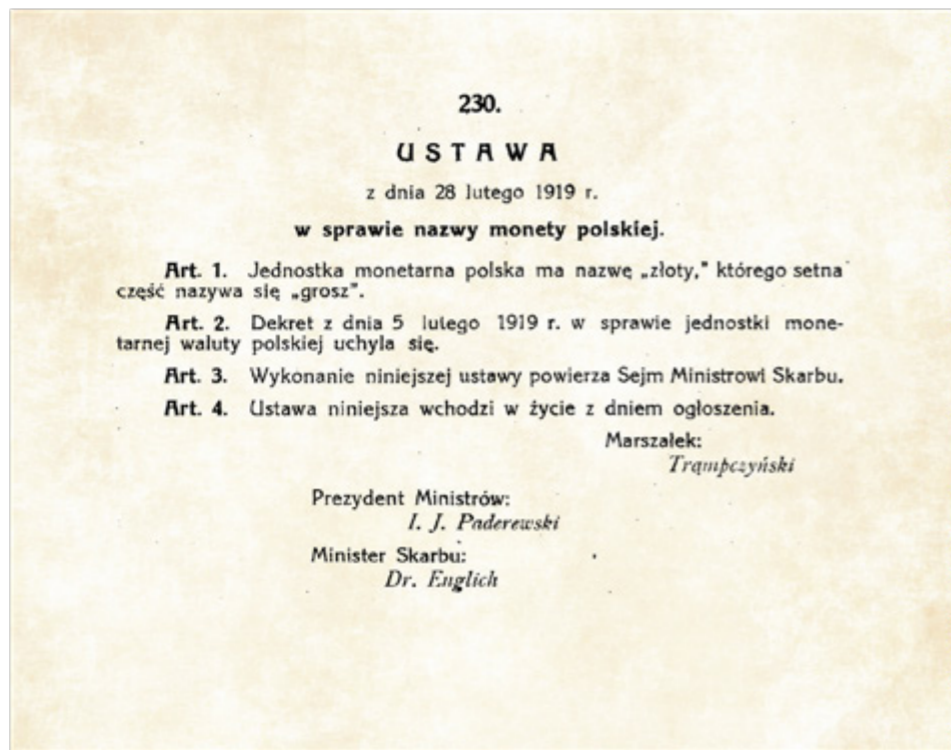 230.
USTAWA
z dnia 28 lutego 1919 r.
w sprawie nazwy monety polskiej.
Art. 1. Jednostka monetarna polska ma nazwę „złoty,” którego setna
część nazywa się „grosz”.
Art. 2. Dekret z dnia 5 lutego 1919 r. w sprawie jednostki mone-
tarnej waluty polskiej uchyla się.
Art. 3. Wykonanie niniejszej ustawy powierza Sejm Ministrowi Skarbu.
Art. 4. Ustawa niniejsza wchodzi w życie z dniem ogłoszenia.
Marszałek:
Trąmpczyński
Prezydent Ministrów:
I. J. Paderewski
Minister Skarbu:
Dr. Englich